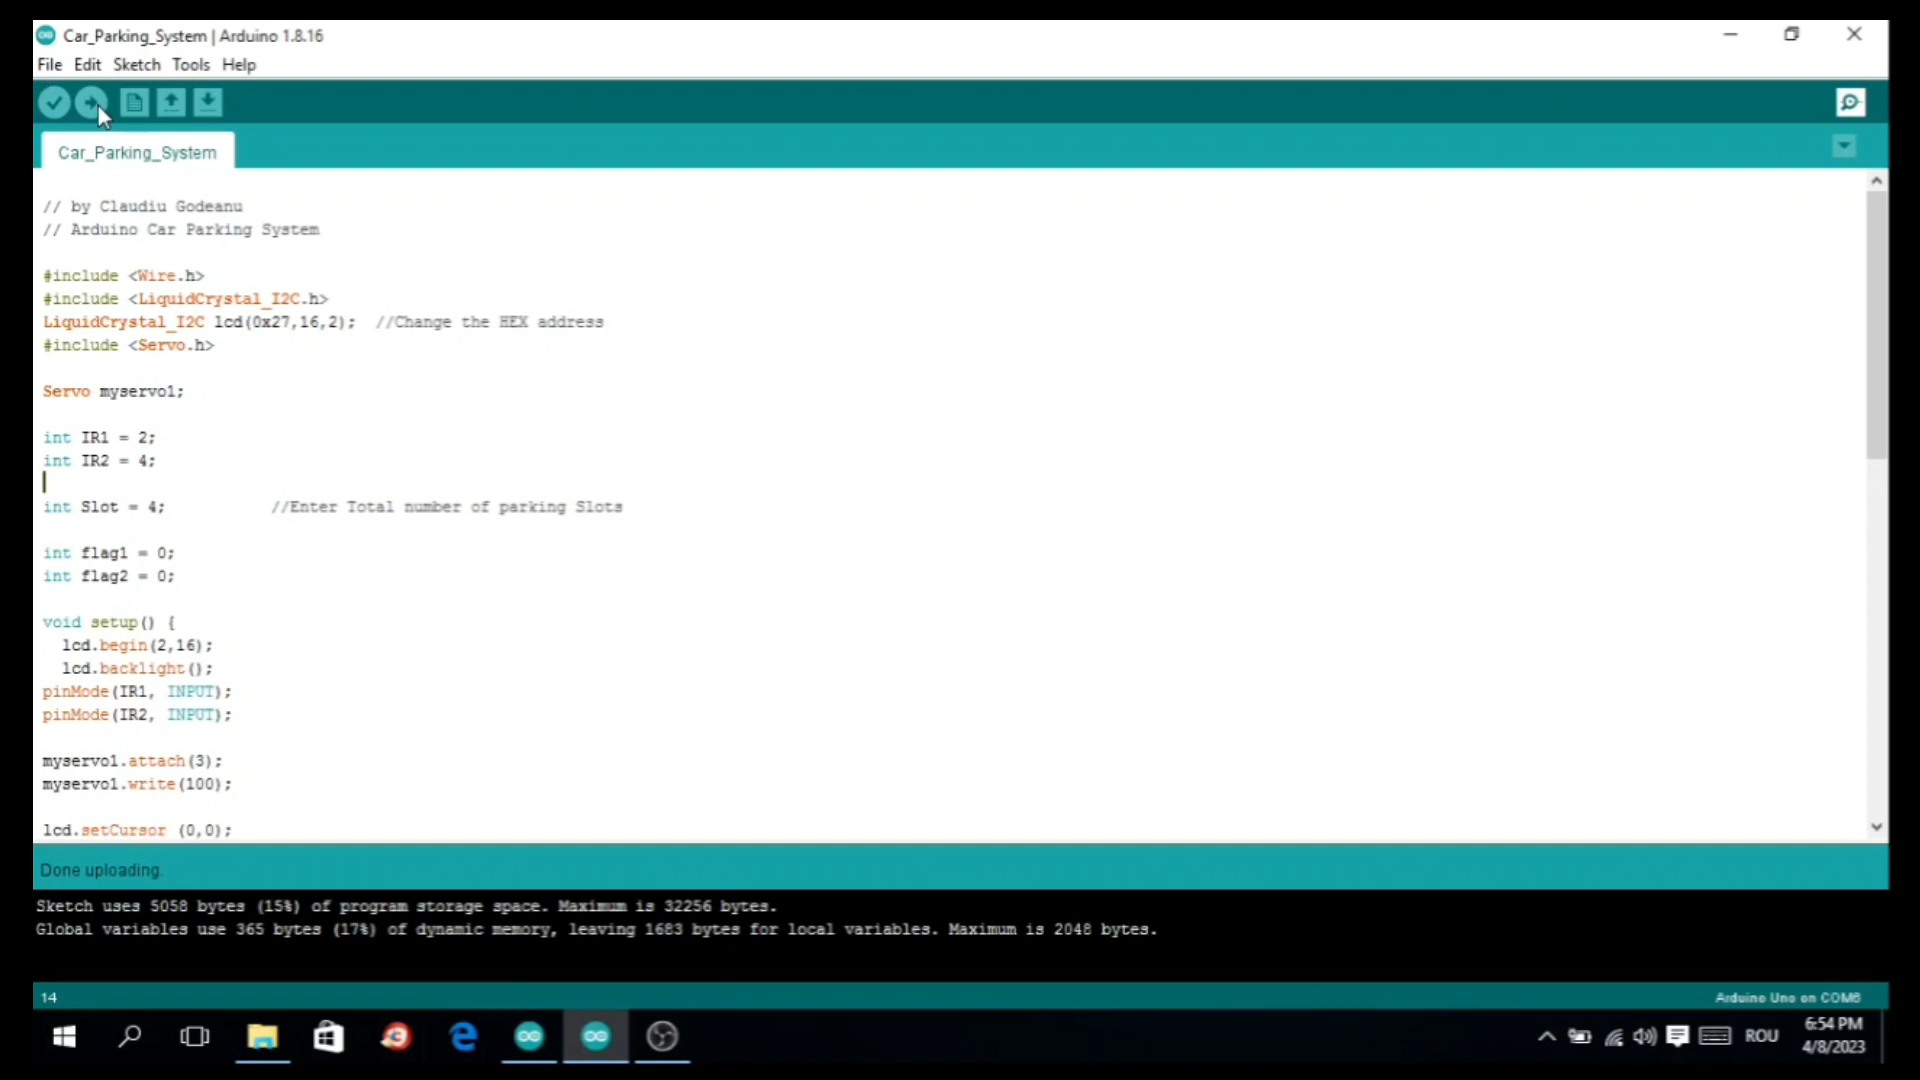 Car_Parking_System | Arduino 1.8.16
File Edit Sketch Tools Help
Car_Parking_System
// by Claudiu Godeanu
// Arduino Car Parking System
#include <Wire.h>
#include <LiquidCrystal_I2C.h>
LiquidCrystal_I2C lcd(0x27,16,2);  //Change the HEX address
#include <Servo.h>
Servo myservo1;
int IR1 = 2;
int IR2 = 4;
int Slot = 4;           //Enter Total number of parking Slots
int flag1 = 0;
int flag2 = 0;
void setup() {
  lcd.begin(2,16);
  lcd.backlight();
pinMode(IR1, INPUT);
pinMode(IR2, INPUT);
myservo1.attach(3);
myservo1.write(100);
lcd.setCursor (0,0);
Done uploading.
Sketch uses 5058 bytes (15%) of program storage space. Maximum is 32256 bytes.
Global variables use 365 bytes (17%) of dynamic memory, leaving 1683 bytes for local variables. Maximum is 2048 bytes.
14 Arduino Uno on COM6
ROU
6:54 PM
4/8/2023